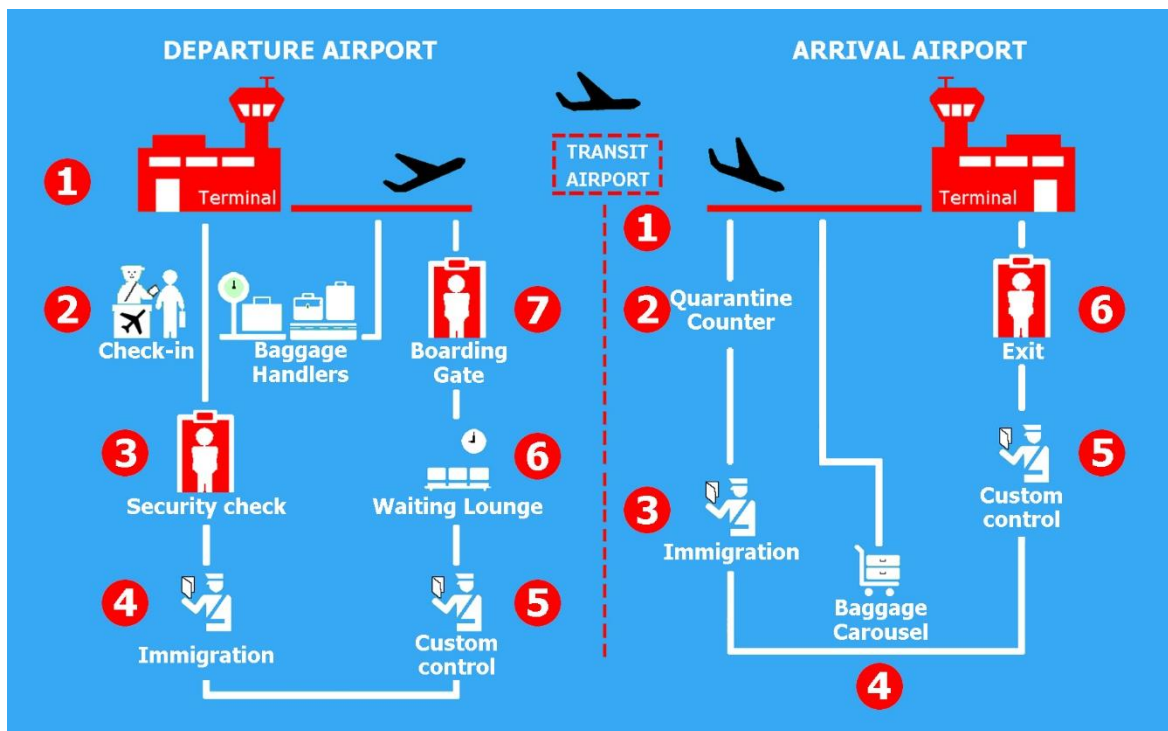 DEPARTURE AIRPORT
1
Terminal
2
Check-in
Baggage
Handlers
3
Security check
4
Immigration
5
Custom
control
6
Waiting Lounge
7
Boarding
Gate
TRANSIT
AIRPORT
ARRIVAL AIRPORT
1
Terminal
2
Quarantine
Counter
3
Immigration
Baggage
Carousel
4
5
Custom
control
6
Exit